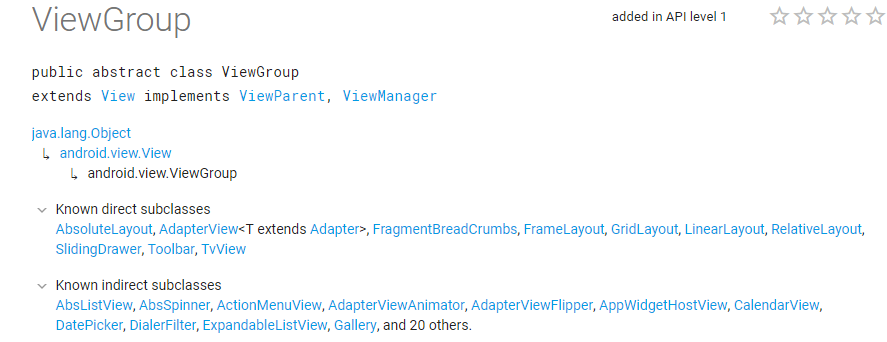 ViewGroup
added in API level 1
public abstract class ViewGroup
extends View implements ViewParent, ViewManager
java.lang.Object
↳ android.view.View
↳ android.view.ViewGroup
Known direct subclasses
AbsoluteLayout, AdapterView<T extends Adapter>, FragmentBreadCrumbs, FrameLayout, GridLayout, LinearLayout, RelativeLayout,
SlidingDrawer, Toolbar, TvView
Known indirect subclasses
AbsListView, AbsSpinner, ActionMenuView, AdapterViewAnimator, AdapterViewFlipper, AppWidgetHostView, CalendarView,
DatePicker, DialerFilter, ExpandableListView, Gallery, and 20 others.